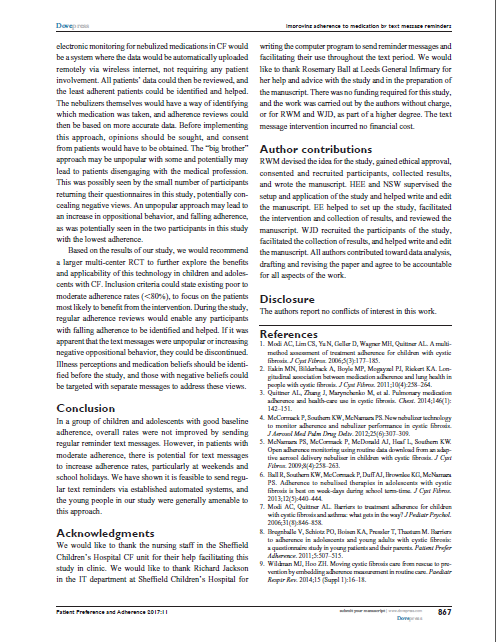 Dovepress
Improving adherence to medication by text message reminders
electronic monitoring for nebulized medications in CF would
be a system where the data would be automatically uploaded
remotely via wireless internet, not requiring any patient
involvement. All patients' data could then be reviewed, and
the least adherent patients could be identified and helped.
The nebulizers themselves would have a way of identifying
which medication was taken, and adherence reviews could
then be based on more accurate data. Before implementing
this approach, opinions should be sought, and consent
from patients would have to be obtained. The "big brother"
approach may be unpopular with some and potentially may
lead to patients disengaging with the medical profession.
This was possibly seen by the small number of participants
returning their questionnaires in this study, potentially con-
cealing negative views. An unpopular approach may lead to
an increase in oppositional behavior, and falling adherence,
as was potentially seen in the two participants in this study
with the lowest adherence.
Based on the results of our study, we would recommend
a larger multi-center RCT to further explore the benefits
and applicability of this technology in children and adoles-
cents with CF. Inclusion criteria could state existing poor to
moderate adherence rates (<80%), to focus on the patients
most likely to benefit from the intervention. During the study,
regular adherence reviews would enable any participants
with falling adherence to be identified and helped. If it was
apparent that the text messages were unpopular or increasing
negative oppositional behavior, they could be discontinued.
Illness perceptions and medication beliefs should be identi-
fied before the study, and those with negative beliefs could
be targeted with separate messages to address these views.
Conclusion
In a group of children and adolescents with good baseline
adherence, overall rates were not improved by sending
regular text reminder messages. However, in patients with
moderate adherence, there is potential for text messages
to increase adherence rates, particularly at weekends and
school holidays. We have shown it is feasible to send regu-
lar text reminders via established automated systems, and
the young people in our study were generally amenable to
this approach.
Acknowledgments
We would like to thank the nursing staff in the Sheffield
Children's Hospital CF unit for their help facilitating this
study in clinic. We would like to thank Richard Jackson
in the IT department at Sheffield Children's Hospital for
writing the computer program to send reminder messages and
facilitating their use throughout the text period. We would
like to thank Rosemary Ball at Leeds General Infirmary for
her help and advice with the study and in the preparation of
the manuscript. There was no funding required for this study,
and the work was carried out by the authors without charge,
or for RWM and WJD, as part of a higher degree. The text
message intervention incurred no financial cost.
Author contributions
RWM devised the idea for the study, gained ethical approval,
consented and recruited participants, collected results,
and wrote the manuscript. HEE and NSW supervised the
setup and application of the study and helped write and edit
the manuscript. EE helped to set up the study, facilitated
the intervention and collection of results, and reviewed the
manuscript. WJD recruited the participants of the study,
facilitated the collection of results, and helped write and edit
the manuscript. All authors contributed toward data analysis,
drafting and revising the paper and agree to be accountable
for all aspects of the work.
Disclosure
The authors report no conflicts of interest in this work.
References
1. Modi AC, Lim CS, Yu N, Geller D, Wagner MH, Quittner AL. A multi-
method assessment of treatment adherence for children with cystic
fibrosis. J Cyst Fibros. 2006;5(3):177–185.
2. Eakin MN, Bilderback A, Boyle MP, Mogayzel PJ, Riekert KA. Lon-
gitudinal association between medication adherence and lung health in
people with cystic fibrosis. J Cyst Fibros. 2011;10(4):258–264.
3. Quittner AL, Zhang J, Marynchenko M, et al. Pulmonary medication
adherence and health-care use in cystic fibrosis. Chest. 2014;146(1):
142–151.
4. McCormack P, Southern KW, McNamara PS. New nebulizer technology
to monitor adherence and nebulizer performance in cystic fibrosis.
J Aerosol Med Pulm Drug Deliv. 2012;25(6):307–309.
5. McNamara PS, McCormack P, McDonald AJ, Heaf L, Southern KW.
Open adherence monitoring using routine data download from an adap-
tive aerosol delivery nebuliser in children with cystic fibrosis. J Cyst
Fibros. 2009;8(4):258–263.
6. Ball R, Southern KW, McCormack P, Duff AJ, Brownlee KG, McNamara
PS. Adherence to nebulised therapies in adolescents with cystic
fibrosis is best on week-days during school term-time. J Cyst Fibros.
2013;12(5):440–444.
7. Modi AC, Quittner AL. Barriers to treatment adherence for children
with cystic fibrosis and asthma: what gets in the way? J Pediatr Psychol.
2006;31(8):846–858.
8. Bregnballe V, Schiotz PO, Boisen KA, Pressler T, Thastum M. Barriers
to adherence in adolescents and young adults with cystic fibrosis:
a questionnaire study in young patients and their parents. Patient Prefer
Adherence. 2011;5:507–515.
9. Wildman MJ, Hoo ZH. Moving cystic fibrosis care from rescue to pre-
vention by embedding adherence measurement in routine care. Paediatr
Respir Rev. 2014;15 (Suppl 1):16–18.
Patient Preference and Adherence 2017:11
submit your manuscript | www.dovepress.com
867
Dovepress